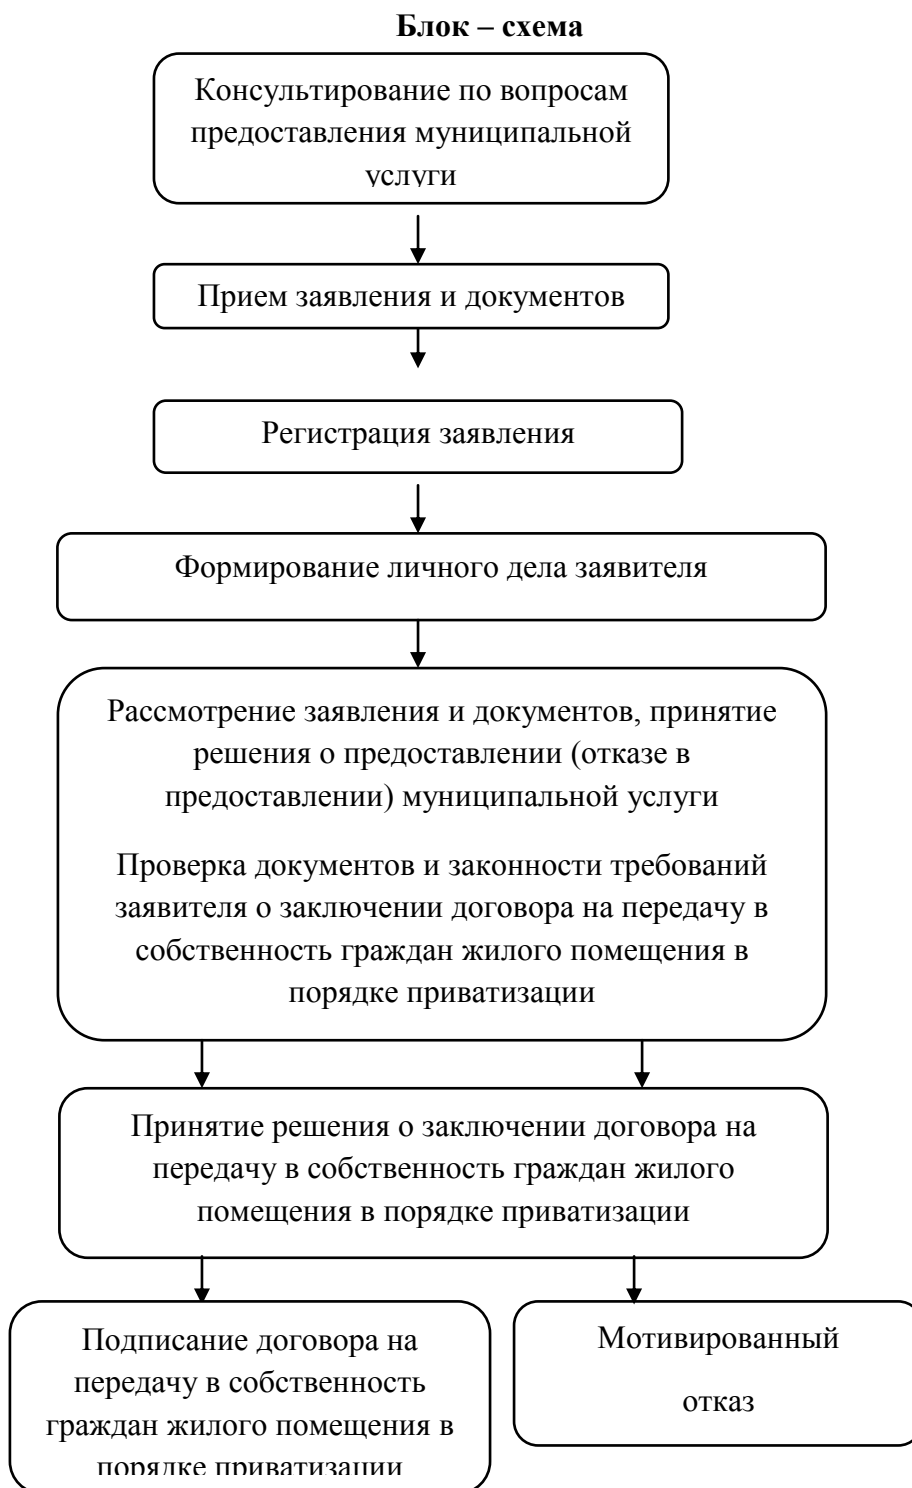 Блок – схема
Консультирование по вопросам
предоставления муниципальной
услуги
Прием заявления и документов
Регистрация заявления
Формирование личного дела заявителя
Рассмотрение заявления и документов, принятие
решения о предоставлении (отказе в
предоставлении) муниципальной услуги
Проверка документов и законности требований
заявителя о заключении договора на передачу в
собственность граждан жилого помещения в
порядке приватизации
Принятие решения о заключении договора на
передачу в собственность граждан жилого
помещения в порядке приватизации
Подписание договора на
передачу в собственность
граждан жилого помещения в
порядке приватизации
Мотивированный
отказ